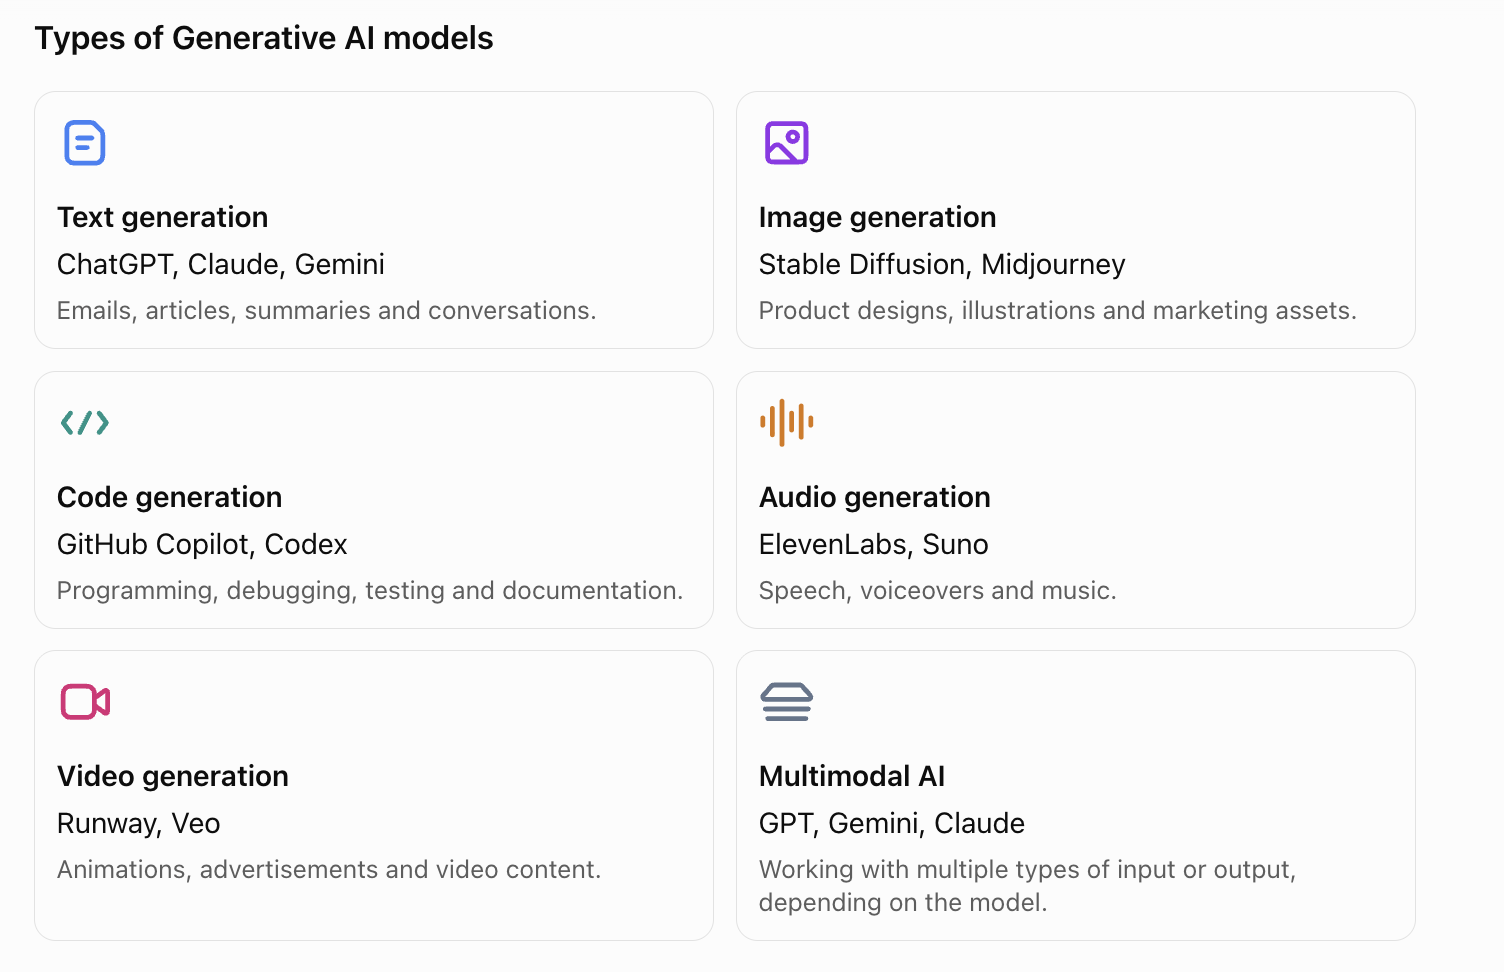 Types of Generative AI models
Text generation
ChatGPT, Claude, Gemini
Emails, articles, summaries and conversations.
Image generation
Stable Diffusion, Midjourney
Product designs, illustrations and marketing assets.
Code generation
GitHub Copilot, Codex
Programming, debugging, testing and documentation.
Audio generation
ElevenLabs, Suno
Speech, voiceovers and music.
Video generation
Runway, Veo
Animations, advertisements and video content.
Multimodal AI
GPT, Gemini, Claude
Working with multiple types of input or output,
depending on the model.